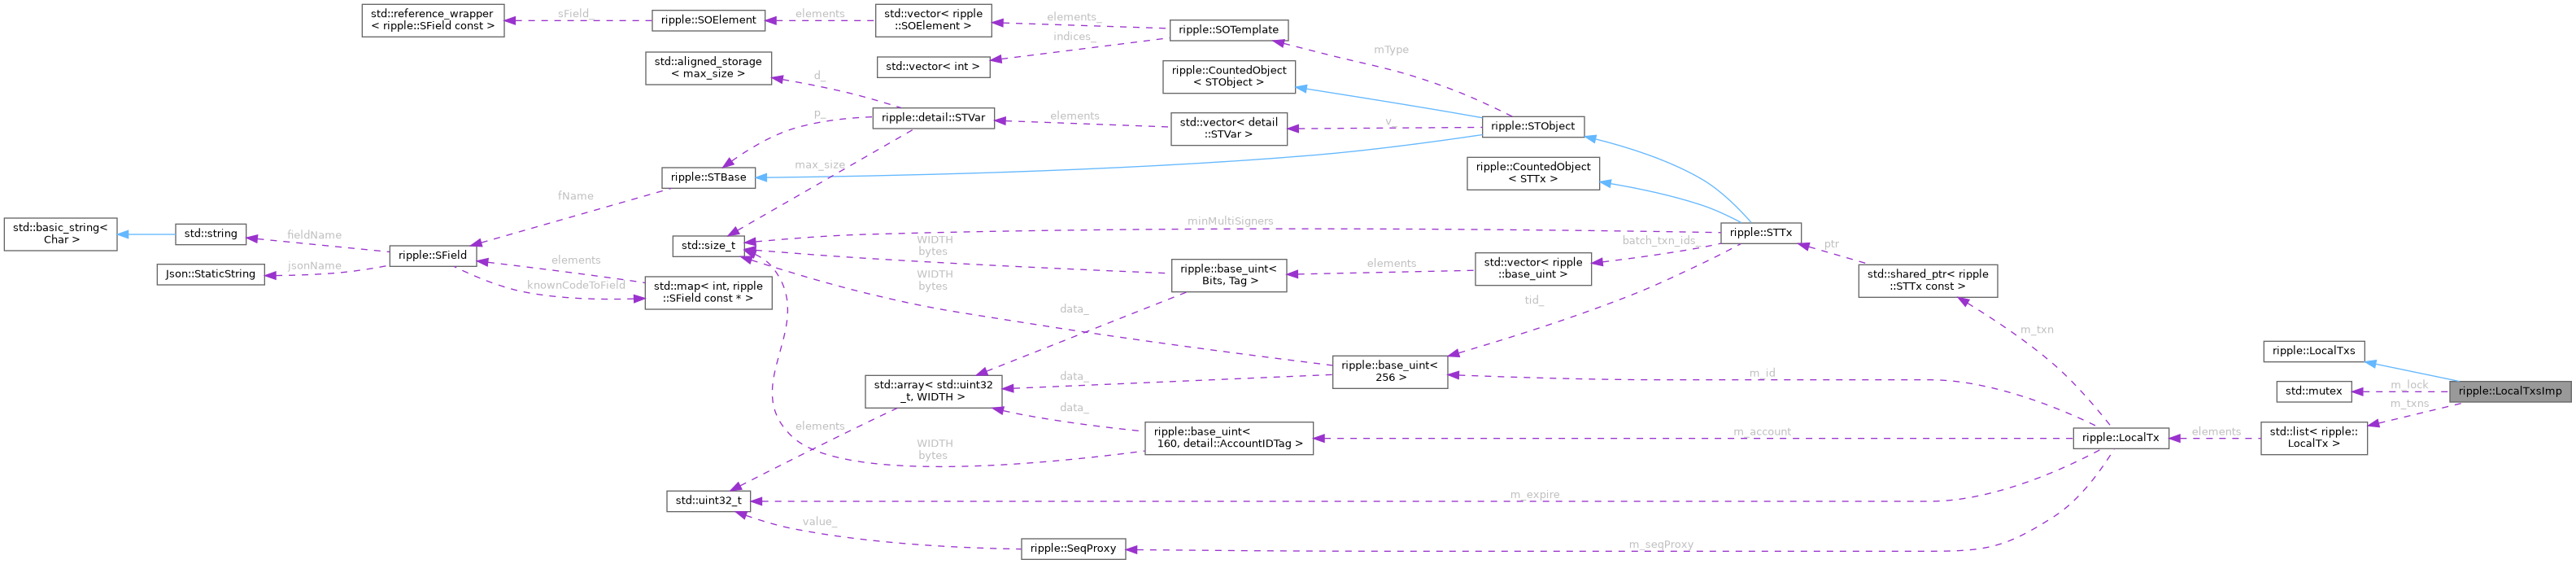 std::reference_wrapper
< ripple::SField const >
sField_
ripple::SOElement
elements
std::vector< ripple
::SOElement >
elements_
indices_
ripple::SOTemplate
mType
std::aligned_storage
< max_size >
d_
std::vector< int >
ripple::CountedObject
< STObject >
p_
ripple::detail::STVar
elements
std::vector< detail
::STVar >
v_
ripple::STObject
max_size
ripple::STBase
ripple::CountedObject
< STTx >
fName
std::basic_string<
Char >
std::string
fieldName
jsonName
Json::StaticString
ripple::SField
elements
knownCodeToField
std::map< int, ripple
::SField const * >
std::size_t
minMultiSigners
WIDTH
bytes
WIDTH
bytes
ripple::base_uint<
Bits, Tag >
elements
std::vector< ripple
::base_uint >
batch_txn_ids_
ripple::STTx
ptr
std::shared_ptr< ripple
::STTx const >
data_
tid_
m_txn
ripple::base_uint<
256 >
data_
m_id
std::array< std::uint32
_t, WIDTH >
data_
elements
WIDTH
bytes
ripple::base_uint<
160, detail::AccountIDTag >
m_account
ripple::LocalTx
elements
std::list< ripple::
LocalTx >
ripple::LocalTxs
std::mutex
m_lock
m_txns
ripple::LocalTxsImp
std::uint32_t
m_expire
value_
ripple::SeqProxy
m_seqProxy